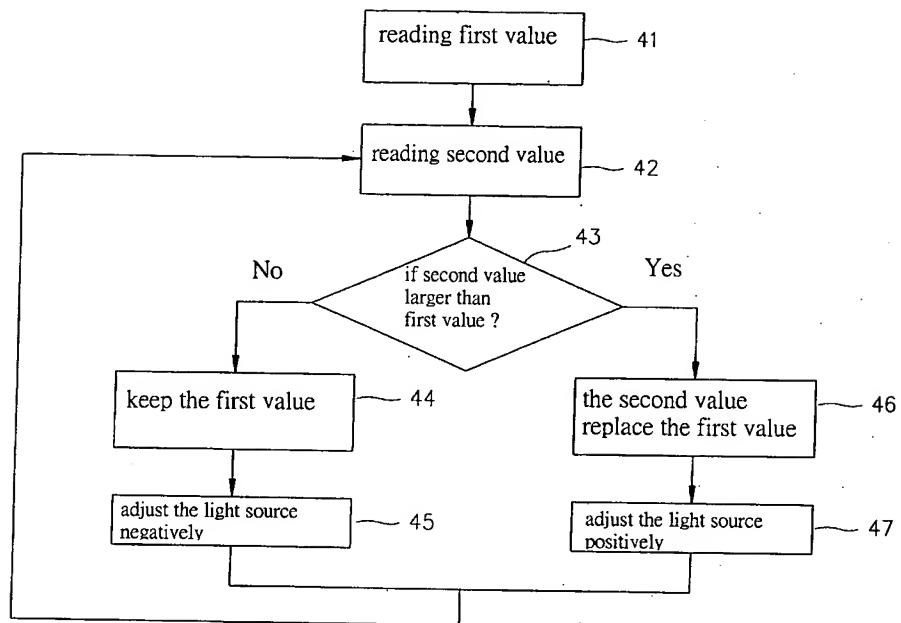 reading first value
41
reading second value
42
43
No
if second value
larger than
first value ?
Yes
keep the first value
44
the second value
replace the first value
46
adjust the light source
negatively
45
adjust the light source
positively
47